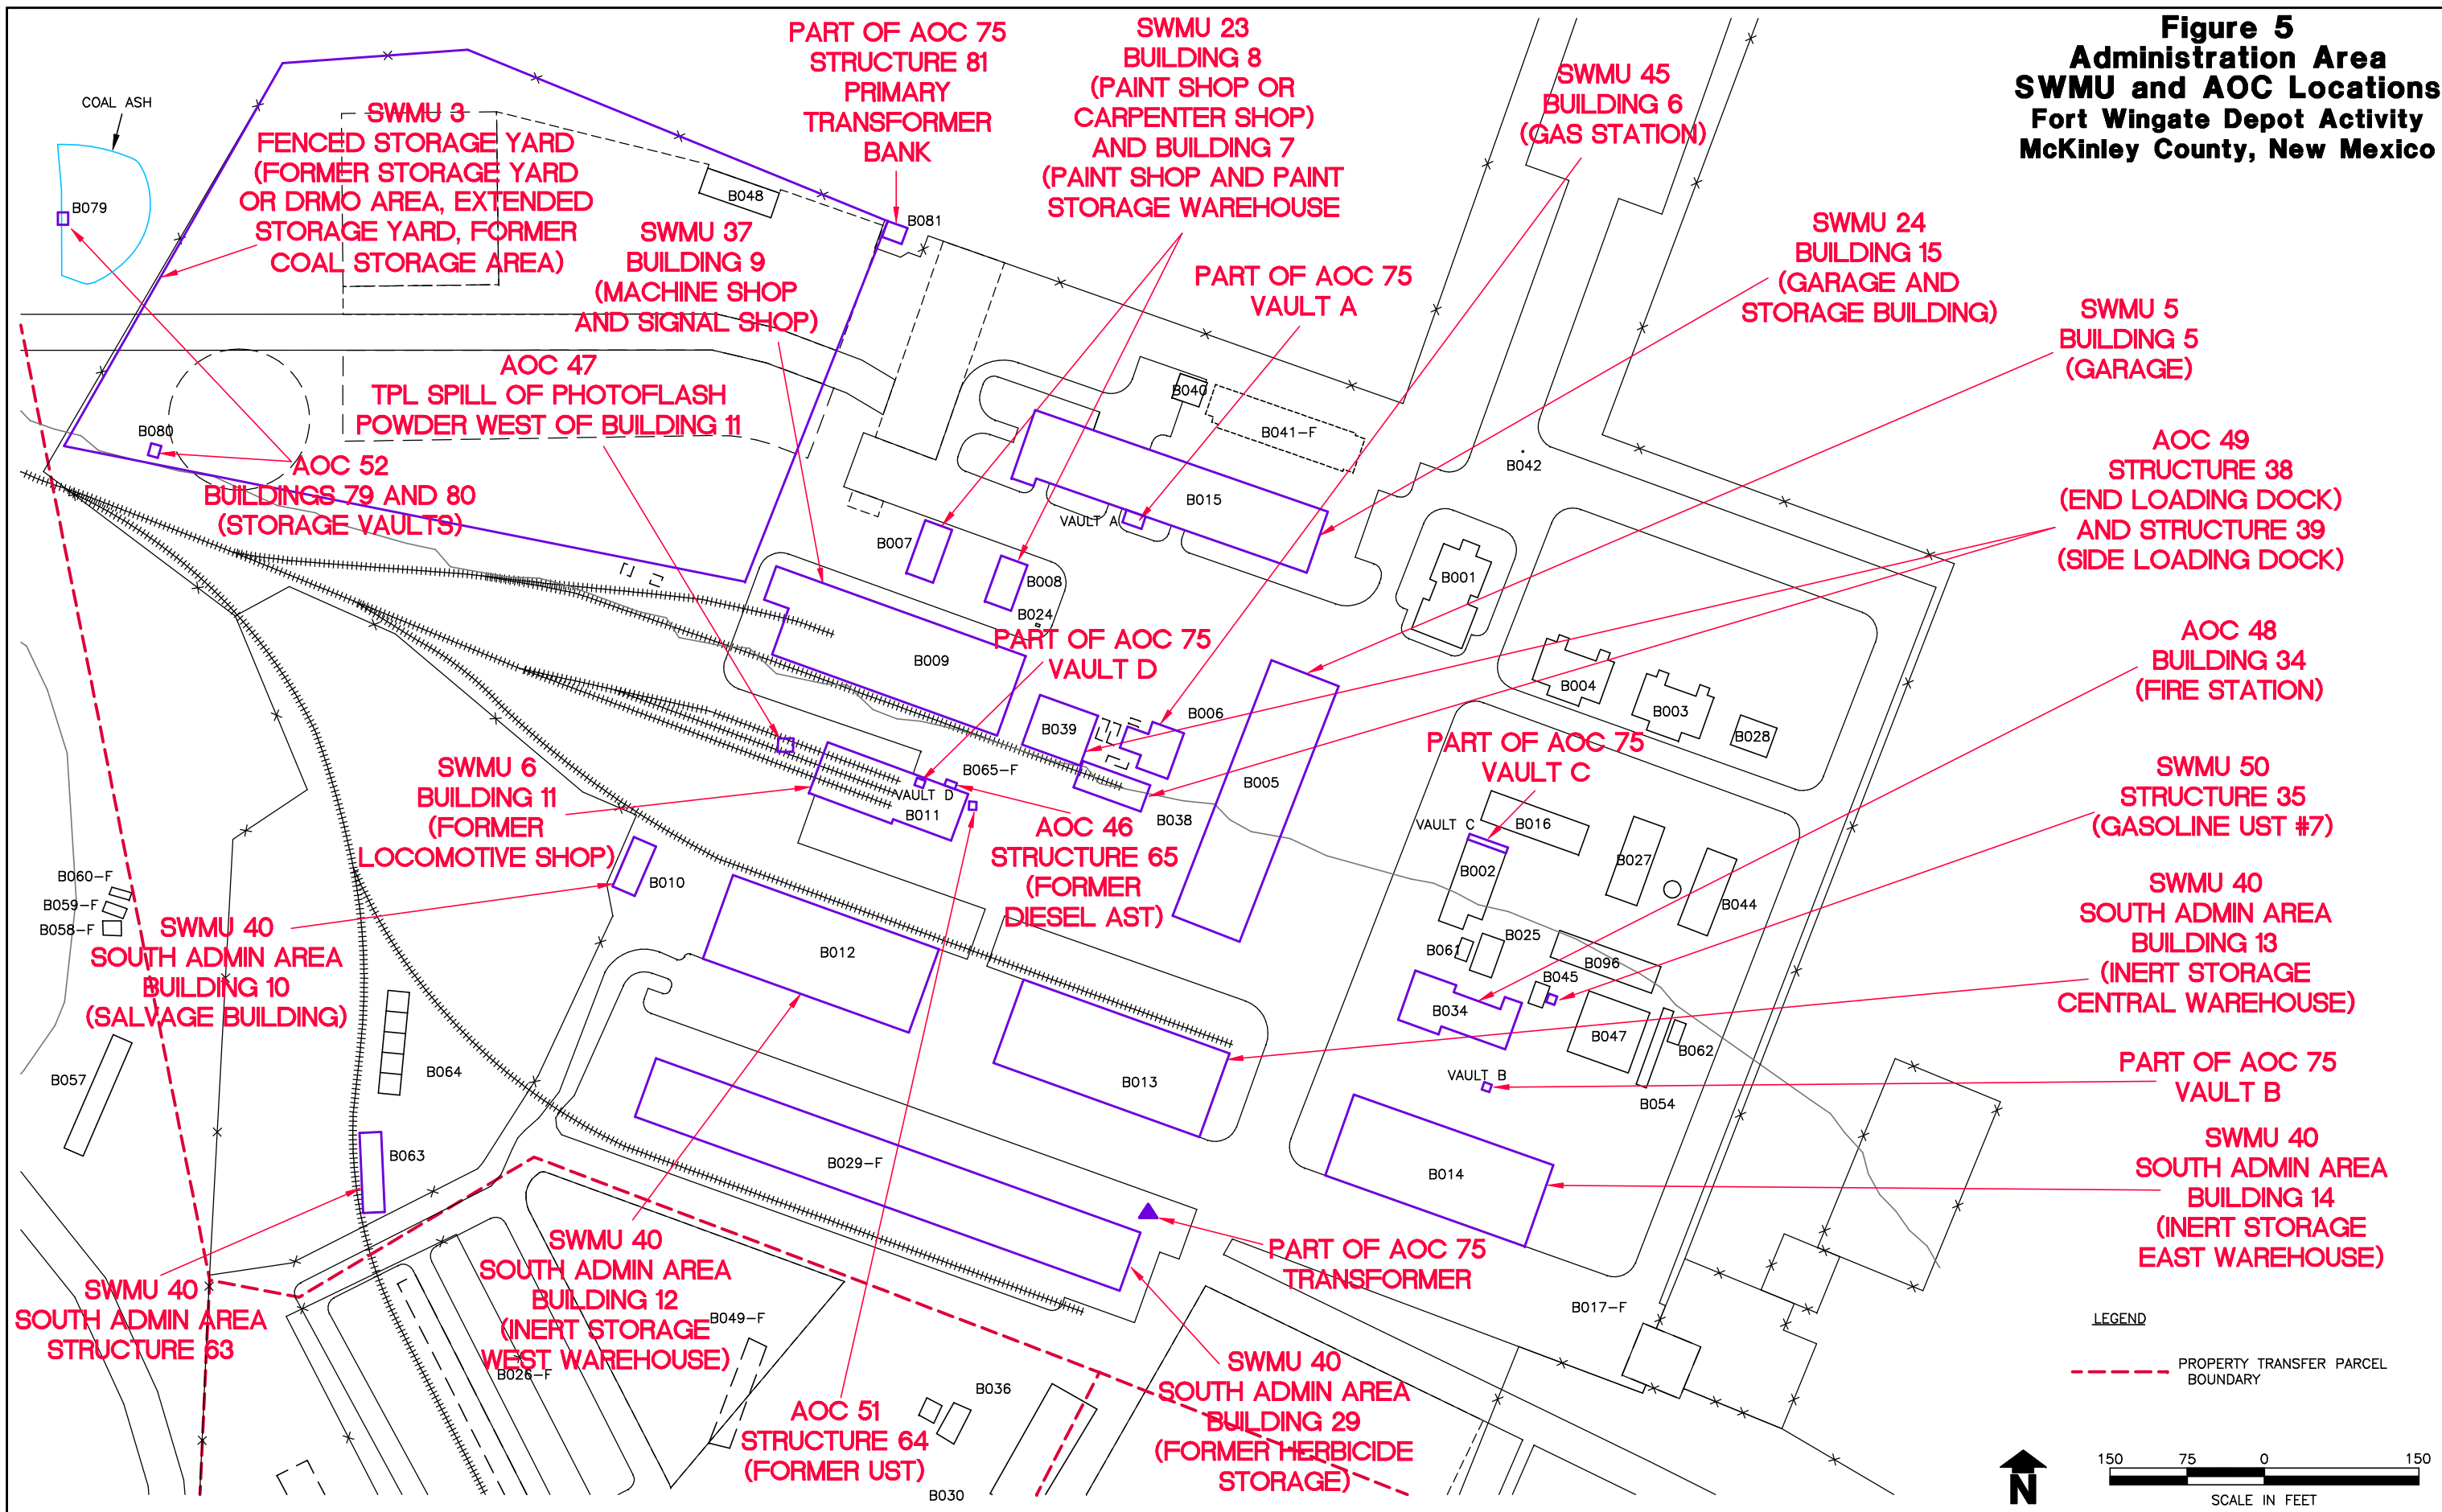 Figure 5
Administration Area
SWMU and AOC Locations
Fort Wingate Depot Activity
McKinley County, New Mexico
PART OF AOC 75
STRUCTURE 81
PRIMARY
TRANSFORMER
BANK
SWMU 23
BUILDING 8
(PAINT SHOP OR
CARPENTER SHOP)
AND BUILDING 7
(PAINT SHOP AND PAINT
STORAGE WAREHOUSE
SWMU 45
BUILDING 6
(GAS STATION)
COAL ASH
SWMU 3
FENCED STORAGE YARD
(FORMER STORAGE YARD
OR DRMO AREA, EXTENDED
STORAGE YARD, FORMER
COAL STORAGE AREA)
B079
B048
B081
SWMU 37
BUILDING 9
(MACHINE SHOP
AND SIGNAL SHOP)
PART OF AOC 75
VAULT A
SWMU 24
BUILDING 15
(GARAGE AND
STORAGE BUILDING)
SWMU 5
BUILDING 5
(GARAGE)
AOC 47
TPL SPILL OF PHOTOFLASH
POWDER WEST OF BUILDING 11
B040
B041-F
B042
B080
AOC 52
BUILDINGS 79 AND 80
(STORAGE VAULTS)
AOC 49
STRUCTURE 38
(END LOADING DOCK)
AND STRUCTURE 39
(SIDE LOADING DOCK)
B015
VAULT A
B007
B008
B024
B001
B009
PART OF AOC 75
VAULT D
B004
B003
B028
AOC 48
BUILDING 34
(FIRE STATION)
B039
B006
B005
B038
PART OF AOC 75
VAULT C
SWMU 6
BUILDING 11
(FORMER
LOCOMOTIVE SHOP)
B065-F
VAULT D
B011
AOC 46
STRUCTURE 65
(FORMER
DIESEL AST)
SWMU 50
STRUCTURE 35
(GASOLINE UST #7)
VAULT C
B016
B002
B027
B044
B010
B060-F
B059-F
B058-F
SWMU 40
SOUTH ADMIN AREA
BUILDING 10
(SALVAGE BUILDING)
B012
B061
B025
B096
B045
B034
B047
B062
B054
SWMU 40
SOUTH ADMIN AREA
BUILDING 13
(INERT STORAGE
CENTRAL WAREHOUSE)
B057
B064
B013
VAULT B
PART OF AOC 75
VAULT B
B063
B029-F
B014
SWMU 40
SOUTH ADMIN AREA
BUILDING 14
(INERT STORAGE
EAST WAREHOUSE)
SWMU 40
SOUTH ADMIN AREA
STRUCTURE 63
SWMU 40
SOUTH ADMIN AREA
BUILDING 12
(INERT STORAGE
WEST WAREHOUSE)
PART OF AOC 75
TRANSFORMER
B017-F
B049-F
B026-F
B036
B030
AOC 51
STRUCTURE 64
(FORMER UST)
SWMU 40
SOUTH ADMIN AREA
BUILDING 29
(FORMER HERBICIDE
STORAGE)
LEGEND
PROPERTY TRANSFER PARCEL
BOUNDARY
N
150 75 0 150
SCALE IN FEET